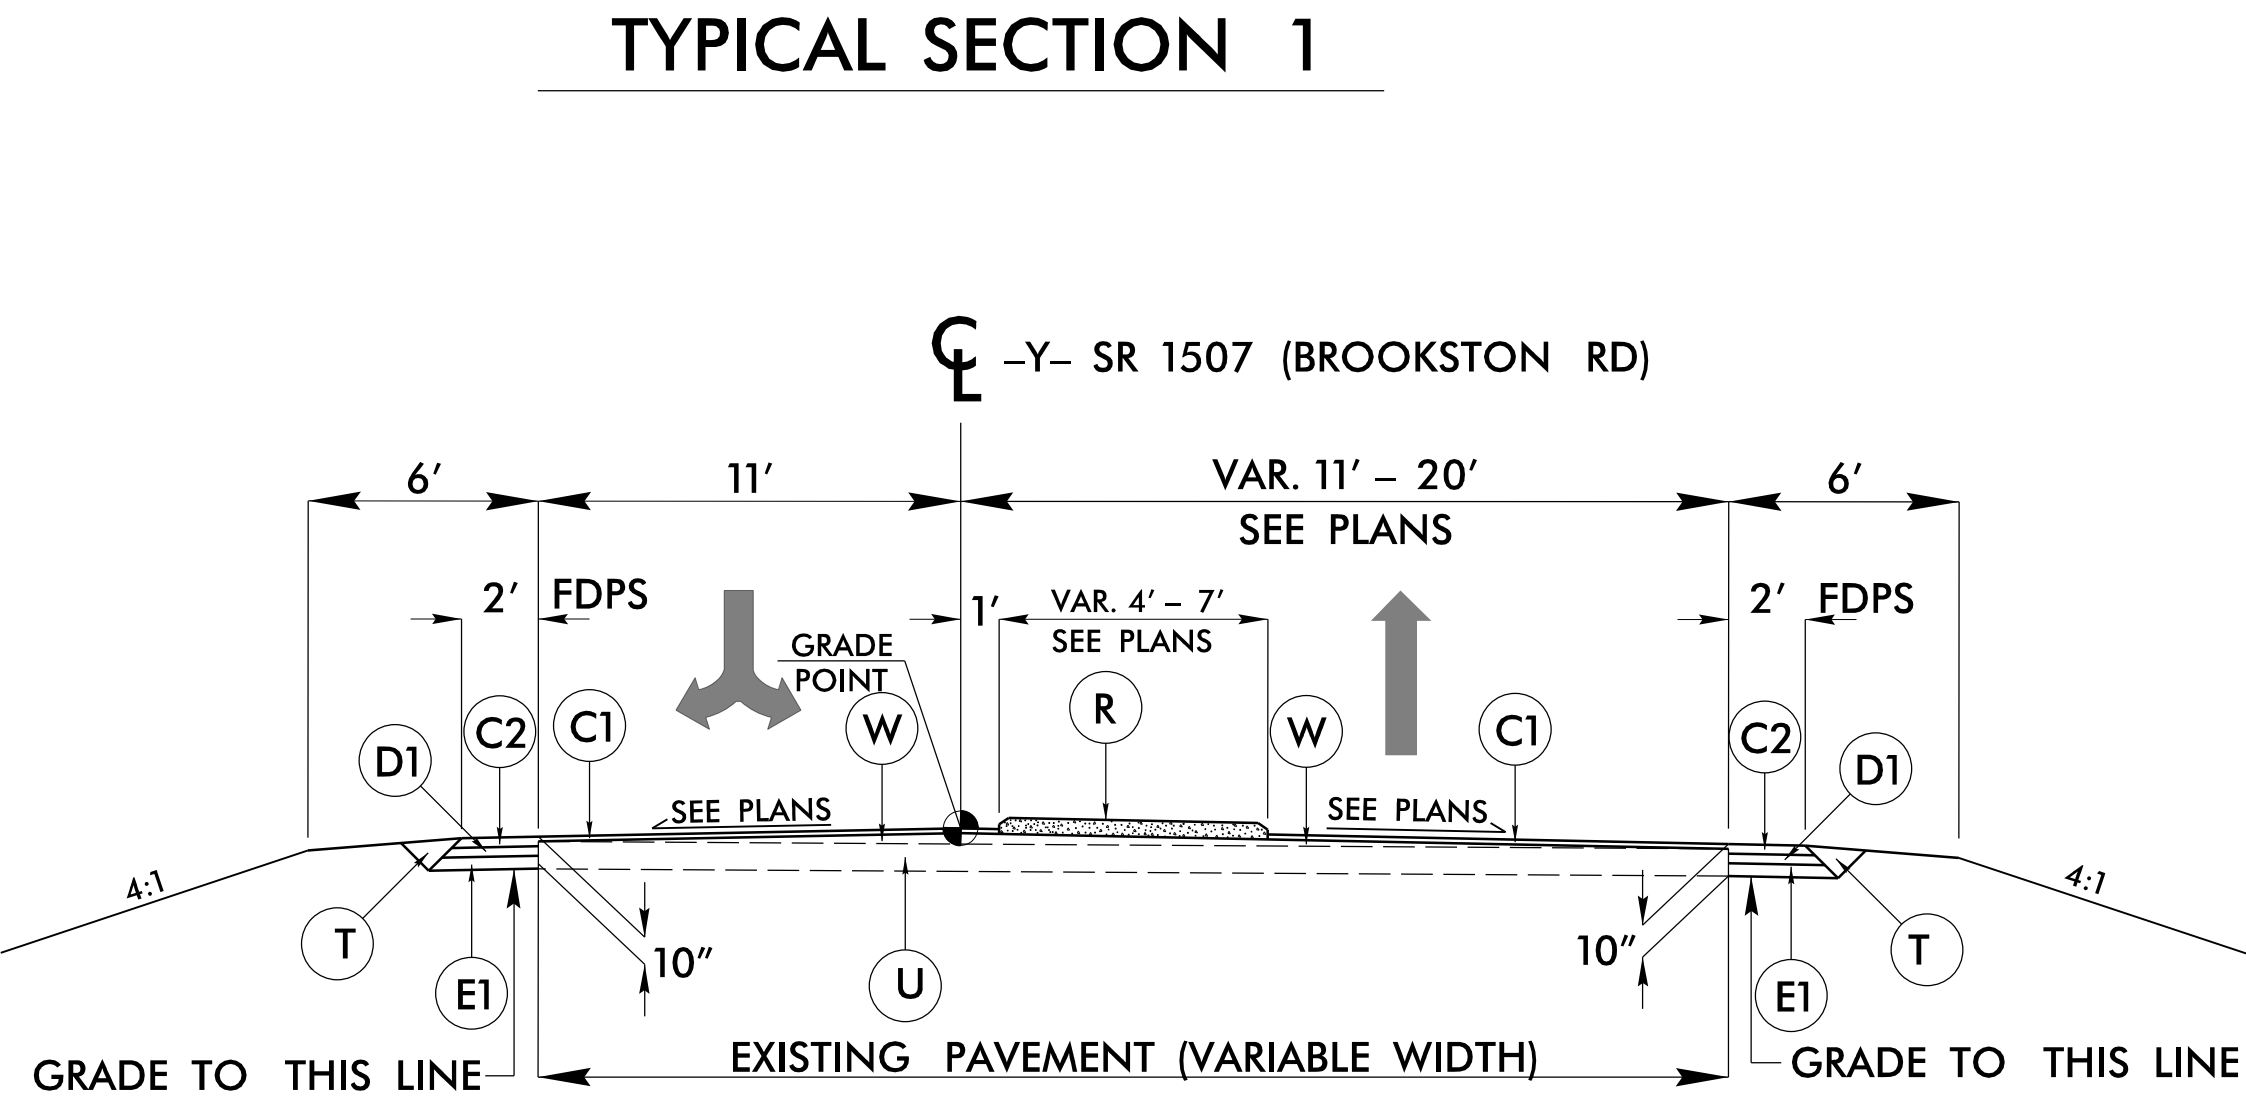 TYPICAL SECTION 1
℄ –Y– SR 1507 (BROOKSTON RD)
6' 11' VAR. 11' – 20' 6'
SEE PLANS
2' FDPS 1' VAR. 4' – 7' 2' FDPS
SEE PLANS
GRADE
POINT
R
C2 C1 W W C1 C2
D1 D1
SEE PLANS SEE PLANS
4:1 4:1
T 10" 10" T
E1 U E1
EXISTING PAVEMENT (VARIABLE WIDTH)
GRADE TO THIS LINE GRADE TO THIS LINE